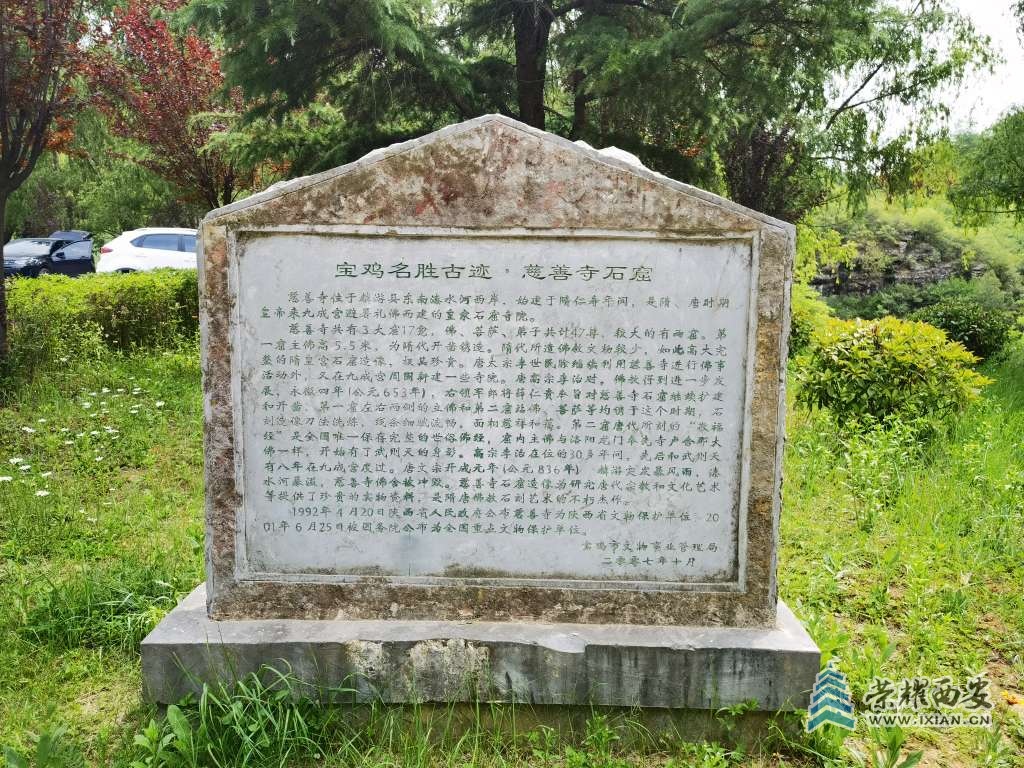 宝鸡名胜古迹·慈善寺石窟
慈善寺位于麟游县东南漆水河西岸，始建于隋仁寿年间，是隋、唐时期
皇帝来九成宫避暑礼佛而建的皇家石窟寺院。
慈善寺共有3大窟17龛，佛、菩萨、弟子共计47尊，较大的有两窟。第
一窟主佛高5.5米，为隋代开凿镌造。隋代所造佛教文物较少，如此高大完
整的隋皇宫石窟造像，极其珍贵。唐太宗李世民除继续利用慈善寺进行佛事
活动外，又在九成宫周围新建一些寺院。唐高宗李治时，佛教得到进一步发
展，永徽四年（公元653年），右领军郎将薛仁贵奉旨对慈善寺石窟继续扩建
和开凿、第一窟左右两侧的立佛和第二窟站佛、菩萨等均镌于这个时期，石
刻造像刀法洗炼，线条细腻流畅，面相慈祥和蔼。第二窟唐代所刻的“敬福
经”是全国唯一保存完整的世俗佛经，窟内主佛与洛阳龙门奉先寺卢舍那大
佛一样，开始有了武则天的身影。高宗李治在位的30多年间，先后和武则天
有八年在九成宫度过。唐文宗开成元年（公元836年），麟游突发暴风雨，漆
水河暴溢，慈善寺佛舍被冲毁。慈善寺石窟造像为研究唐代宗教和文化艺术
等提供了珍贵的实物资料，是隋唐佛教石刻艺术的不朽杰作。
1992年4月20日陕西省人民政府公布慈善寺为陕西省文物保护单位，20
01年6月25日被国务院公布为全国重点文物保护单位。
宝鸡市文物事业管理局
二〇〇七年十月
荣耀西安
WWW.IXIAN.CN